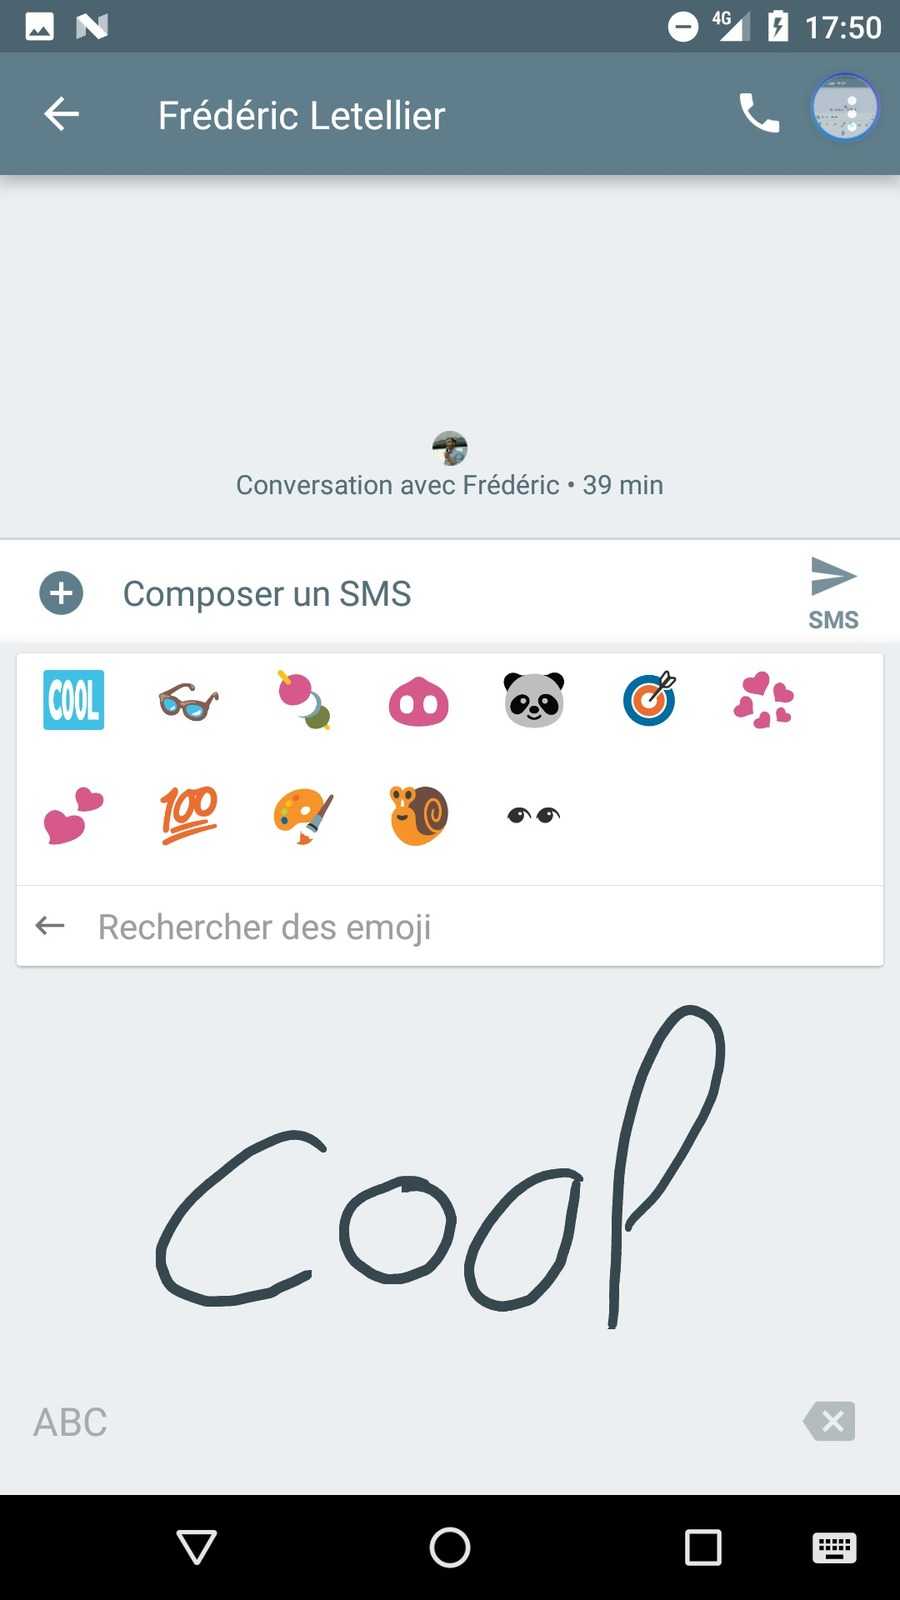 4G 17:50
Frédéric Letellier
Conversation avec Frédéric • 39 min
Composer un SMS
SMS
COOL
100
Rechercher des emoji
cool
ABC